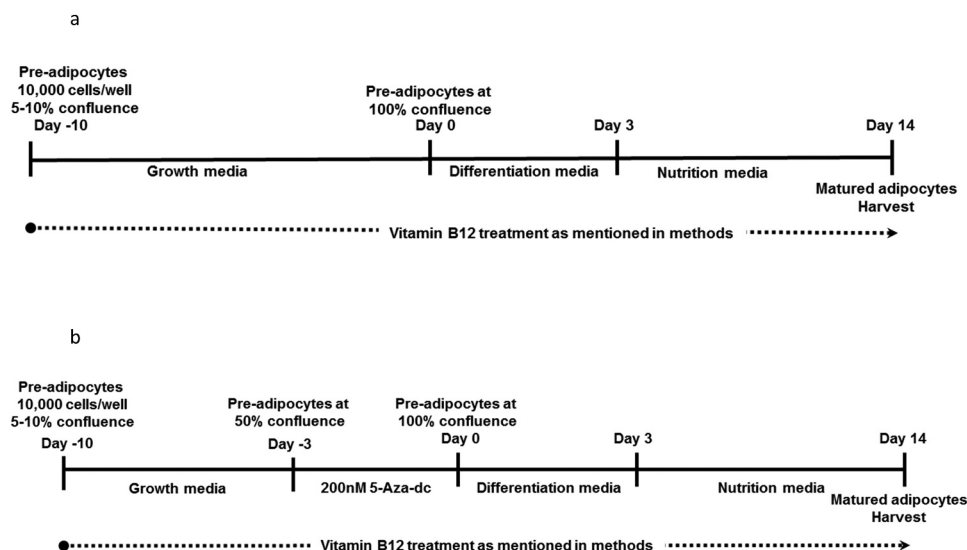 a
Pre-adipocytes
10,000 cells/well
5-10% confluence
Day -10
Pre-adipocytes at
100% confluence
Day 0
Day 3
Day 14
Growth media
Differentiation media
Nutrition media
Matured adipocytes
Harvest
Vitamin B12 treatment as mentioned in methods
b
Pre-adipocytes
10,000 cells/well
5-10% confluence
Day -10
Pre-adipocytes at
50% confluence
Day -3
Pre-adipocytes at
100% confluence
Day 0
Day 3
Day 14
Growth media
200nM 5-Aza-dc
Differentiation media
Nutrition media
Matured adipocytes
Harvest
Vitamin B12 treatment as mentioned in methods